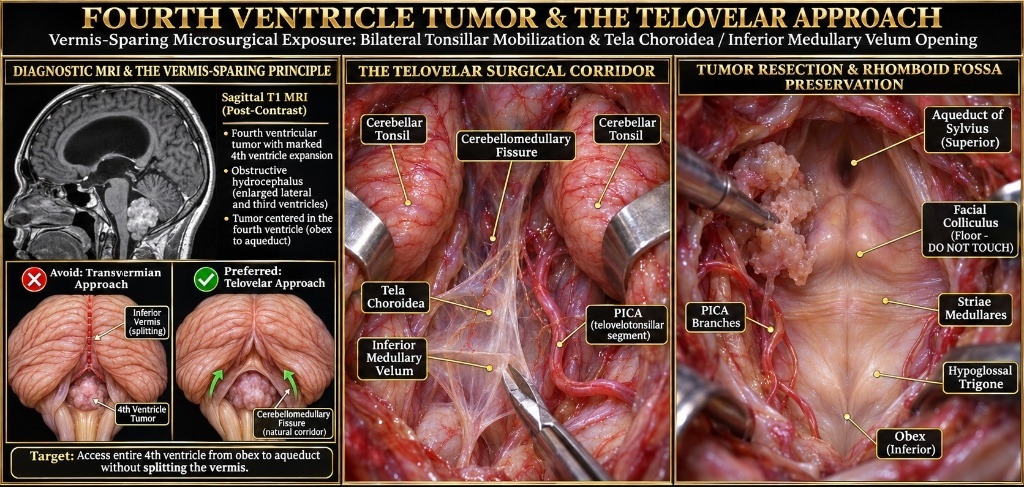 FOURTH VENTRICLE TUMOR & THE TELOVELAR APPROACH
Vermis-Sparing Microsurgical Exposure: Bilateral Tonsillar Mobilization & Tela Choroidea / Inferior Medullary Velum Opening
DIAGNOSTIC MRI & THE VERMIS-SPARING PRINCIPLE
Sagittal T1 MRI
(Post-Contrast)
• Fourth ventricular
tumor with marked
4th ventricle expansion
• Obstructive
hydrocephalus
(enlarged lateral
and third ventricles)
• Tumor centered in the
fourth ventricle (obex
to aqueduct)
Avoid: Transvermian
Approach
Inferior
Vermis
(splitting)
4th Ventricle
Tumor
Preferred:
Telovelar Approach
Cerebellomedullary
Fissure
(natural corridor)
Target: Access entire 4th ventricle from obex to aqueduct
without splitting the vermis.
THE TELOVELAR SURGICAL CORRIDOR
Cerebellar
Tonsil
Cerebellomedullary
Fissure
Cerebellar
Tonsil
Tela
Choroidea
Inferior
Medullary
Velum
PICA
(telovelotonsillar
segment)
TUMOR RESECTION & RHOMBOID FOSSA
PRESERVATION
Aqueduct of
Sylvius
(Superior)
Facial
Colliculus
(Floor -
DO NOT TOUCH)
PICA
Branches
Striae
Medullares
Hypoglossal
Trigone
Obex
(Inferior)